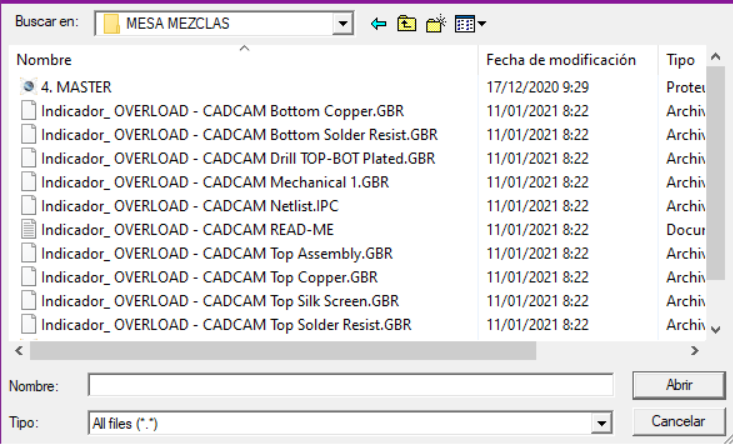 Buscar en: MESA MEZCLAS
Nombre Fecha de modificación Tipo
4. MASTER 17/12/2020 9:29 Proteu
Indicador_ OVERLOAD - CADCAM Bottom Copper.GBR 11/01/2021 8:22 Archiv
Indicador_ OVERLOAD - CADCAM Bottom Solder Resist.GBR 11/01/2021 8:22 Archiv
Indicador_ OVERLOAD - CADCAM Drill TOP-BOT Plated.GBR 11/01/2021 8:22 Archiv
Indicador_ OVERLOAD - CADCAM Mechanical 1.GBR 11/01/2021 8:22 Archiv
Indicador_ OVERLOAD - CADCAM Netlist.IPC 11/01/2021 8:22 Archiv
Indicador_ OVERLOAD - CADCAM READ-ME 11/01/2021 8:22 Docur
Indicador_ OVERLOAD - CADCAM Top Assembly.GBR 11/01/2021 8:22 Archiv
Indicador_ OVERLOAD - CADCAM Top Copper.GBR 11/01/2021 8:22 Archiv
Indicador_ OVERLOAD - CADCAM Top Silk Screen.GBR 11/01/2021 8:22 Archiv
Indicador_ OVERLOAD - CADCAM Top Solder Resist.GBR 11/01/2021 8:22 Archiv
Nombre: Abrir
Tipo: All files (*.*) Cancelar